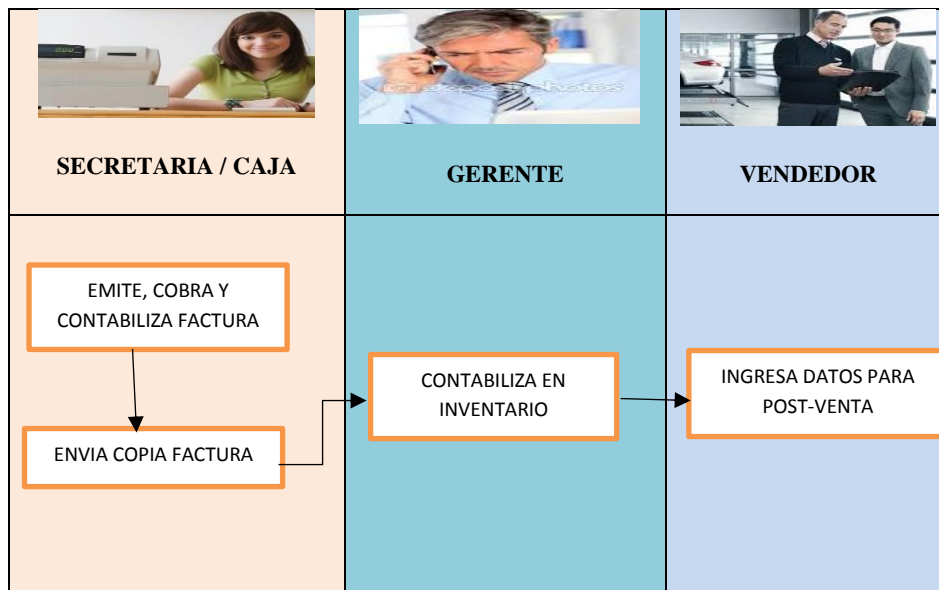 SECRETARIA / CAJA
GERENTE
VENDEDOR
EMITE, COBRA Y
CONTABILIZA FACTURA
ENVIA COPIA FACTURA
CONTABILIZA EN
INVENTARIO
INGRESA DATOS PARA
POST-VENTA
depositphotos